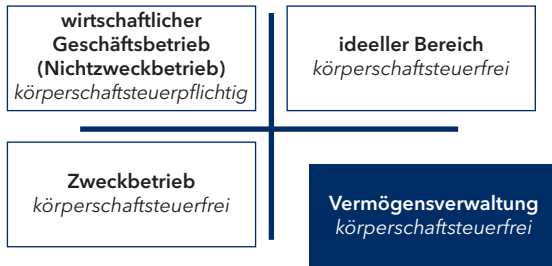 wirtschaftlicher
Geschäftsbetrieb
(Nichtzweckbetrieb)
körperschaftsteuerpflichtig
ideeller Bereich
körperschaftsteuerfrei
Zweckbetrieb
körperschaftsteuerfrei
Vermögensverwaltung
körperschaftsteuerfrei